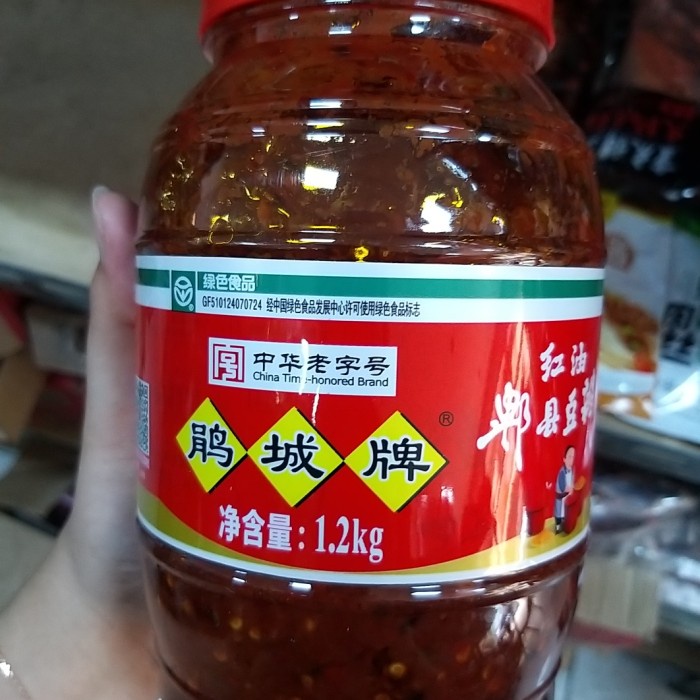 绿色食品
GF510124070724 经中国绿色食品发展中心许可使用绿色食品标志
中华老字号
China Time-honored Brand
鹃城牌®
净含量：1.2kg
红油
郫县豆瓣